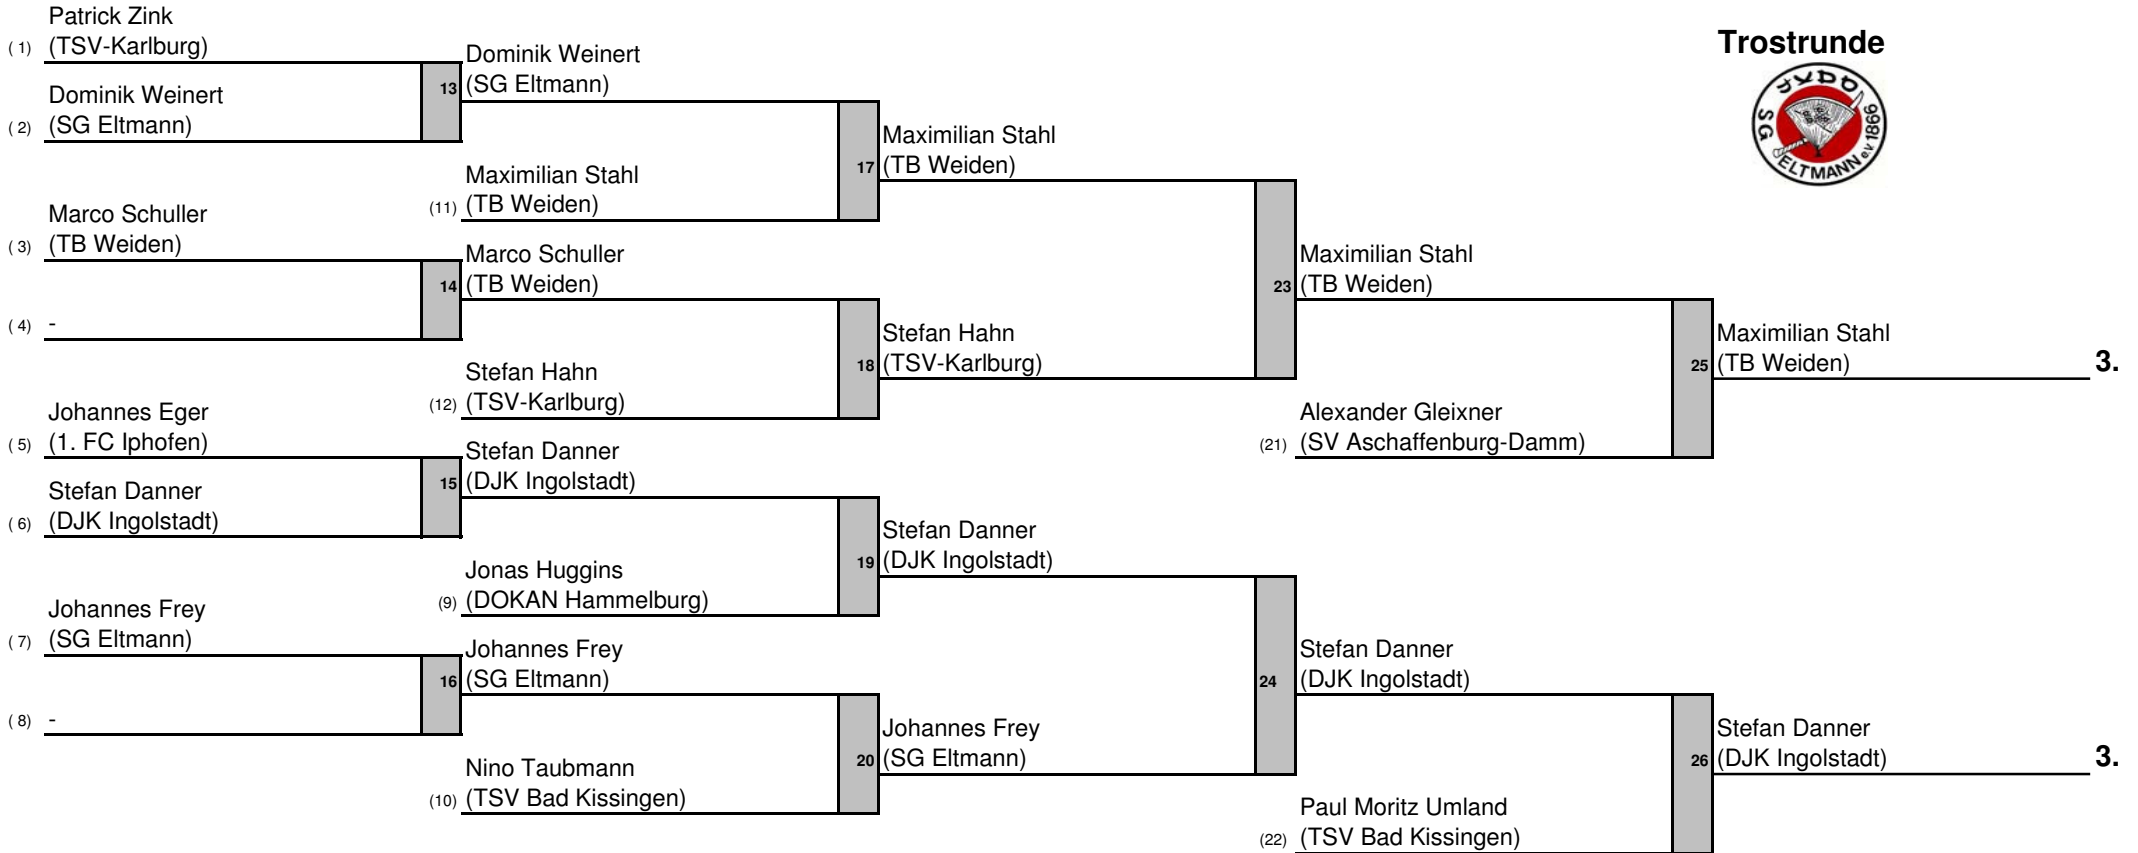 Trostrunde
JUDO
SG ELTMANN e.V. 1866
Patrick Zink
( 1) (TSV-Karlburg)
Dominik Weinert
( 2) (SG Eltmann)
Marco Schuller
( 3) (TB Weiden)
( 4) -
Johannes Eger
( 5) (1. FC Iphofen)
Stefan Danner
( 6) (DJK Ingolstadt)
Johannes Frey
( 7) (SG Eltmann)
( 8) -
Dominik Weinert
13 (SG Eltmann)
Maximilian Stahl
(11) (TB Weiden)
Marco Schuller
14 (TB Weiden)
Stefan Hahn
(12) (TSV-Karlburg)
Stefan Danner
15 (DJK Ingolstadt)
Jonas Huggins
(9) (DOKAN Hammelburg)
Johannes Frey
16 (SG Eltmann)
Nino Taubmann
(10) (TSV Bad Kissingen)
Maximilian Stahl
17 (TB Weiden)
Stefan Hahn
18 (TSV-Karlburg)
Stefan Danner
19 (DJK Ingolstadt)
Johannes Frey
20 (SG Eltmann)
Maximilian Stahl
23 (TB Weiden)
Alexander Gleixner
(21) (SV Aschaffenburg-Damm)
Stefan Danner
24 (DJK Ingolstadt)
Paul Moritz Umland
(22) (TSV Bad Kissingen)
Maximilian Stahl
25 (TB Weiden) 3.
Stefan Danner
26 (DJK Ingolstadt) 3.